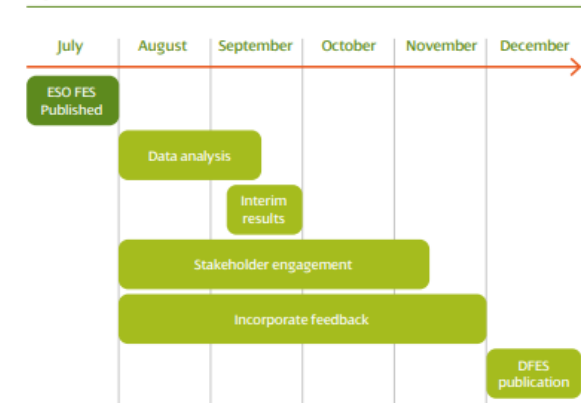 July August September October November December
ESO FES
Published
Data analysis
Interim
results
Stakeholder engagement
Incorporate feedback
DFES
publication